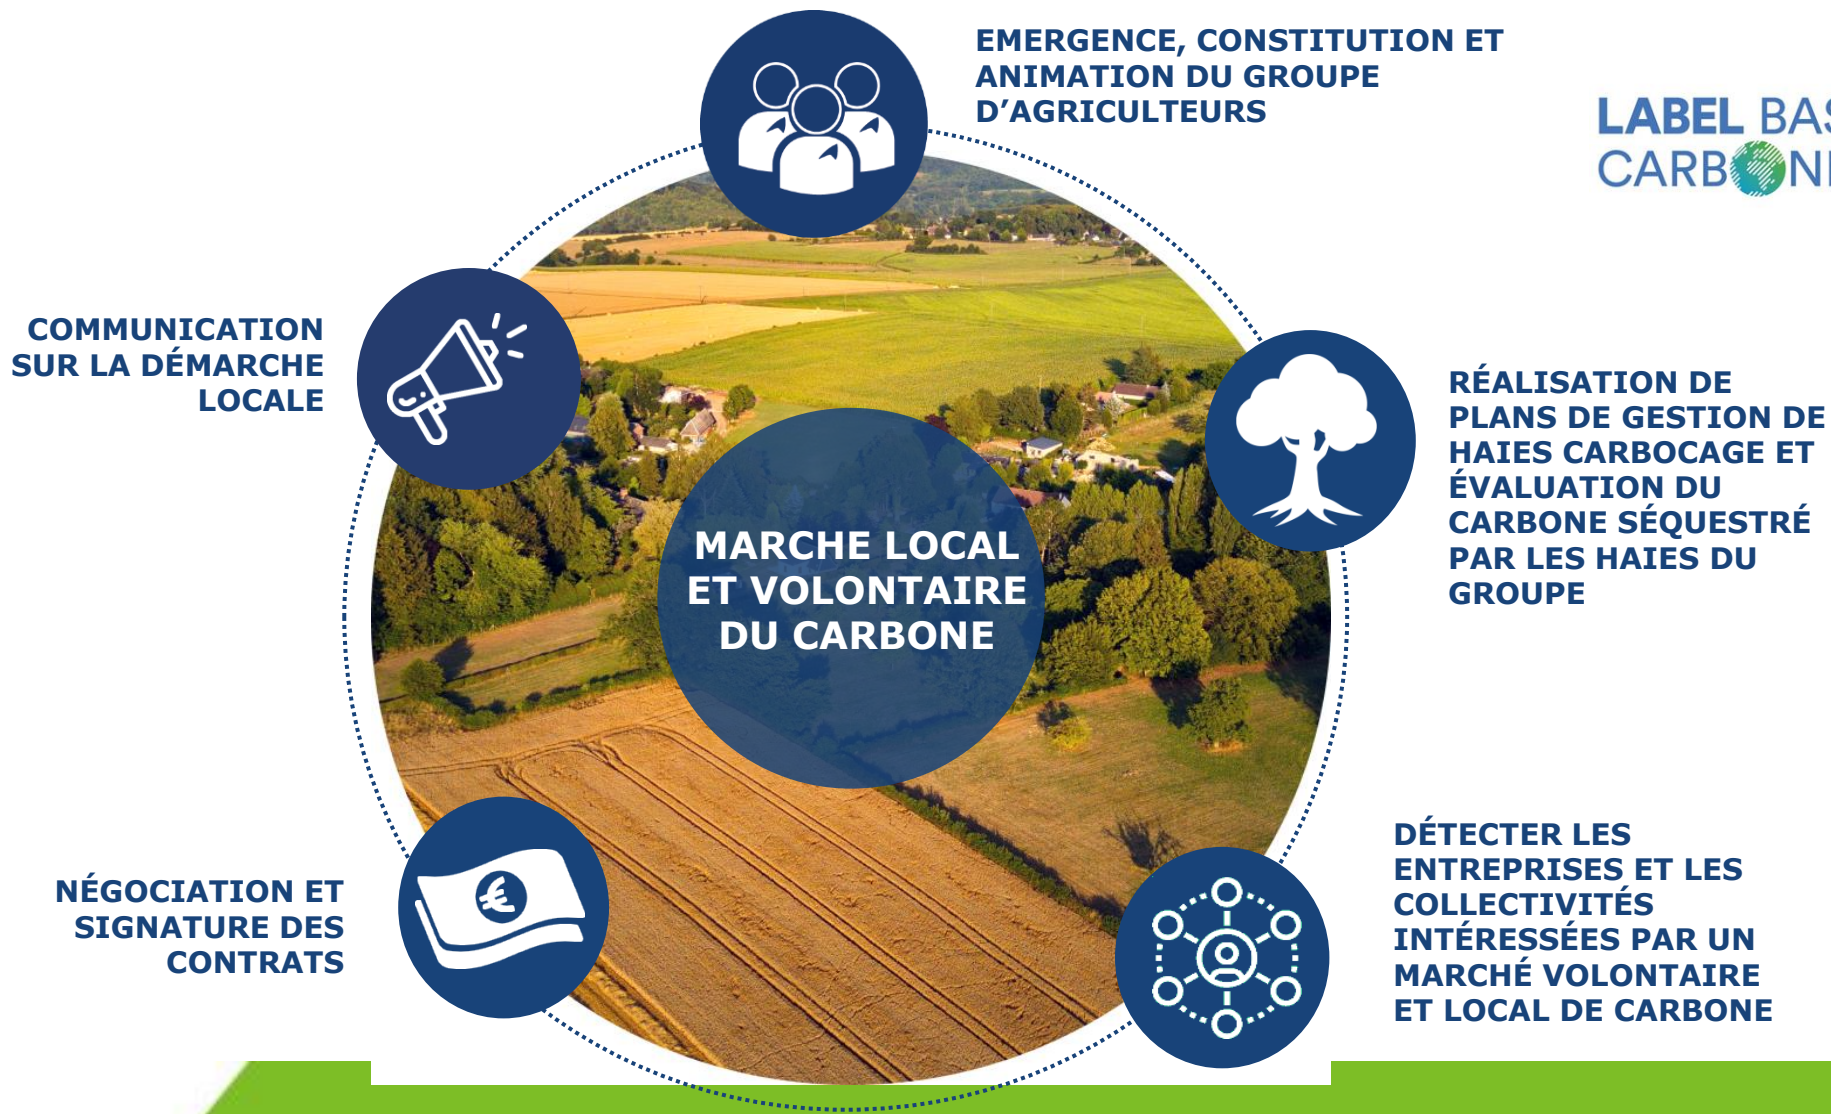 EMERGENCE, CONSTITUTION ET
ANIMATION DU GROUPE
D’AGRICULTEURS
LABEL BAS
CARBONE
COMMUNICATION
SUR LA DÉMARCHE
LOCALE
RÉALISATION DE
PLANS DE GESTION DE
HAIES CARBOCAGE ET
ÉVALUATION DU
CARBONE SÉQUESTRÉ
PAR LES HAIES DU
GROUPE
MARCHE LOCAL
ET VOLONTAIRE
DU CARBONE
DÉTECTER LES
ENTREPRISES ET LES
COLLECTIVITÉS
INTÉRESSÉES PAR UN
MARCHÉ VOLONTAIRE
ET LOCAL DE CARBONE
NÉGOCIATION ET
SIGNATURE DES
CONTRATS
€